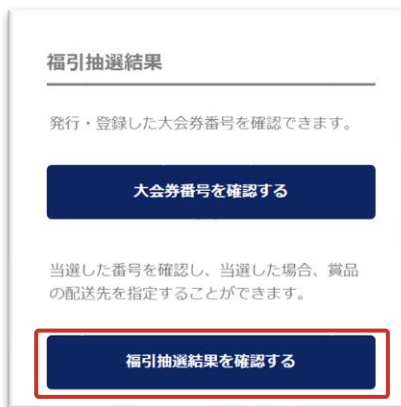 福引抽選結果
発行・登録した大会券番号を確認できます。
大会券番号を確認する
当選した番号を確認し、当選した場合、賞品
の配送先を指定することができます。
福引抽選結果を確認する